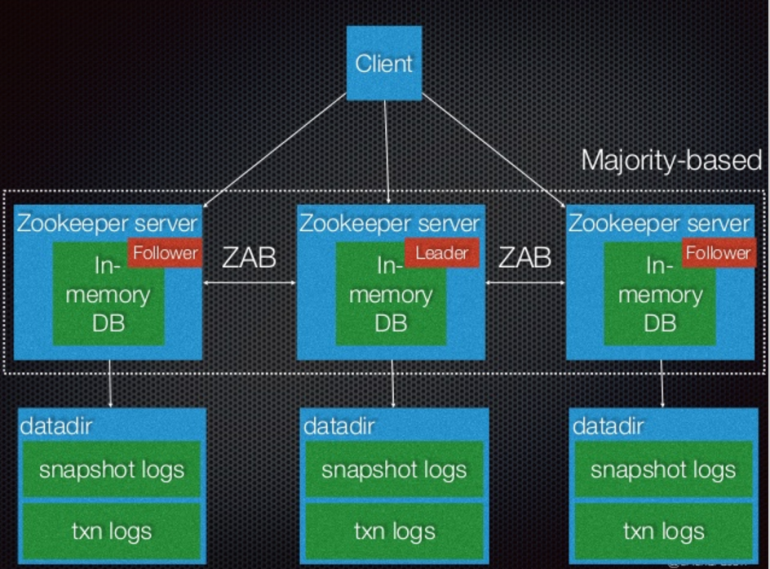 Client
Majority-based
Zookeeper server
Follower
In-
memory
DB
ZAB
Zookeeper server
Leader
In-
memory
DB
ZAB
Zookeeper server
Follower
In-
memory
DB
datadir
snapshot logs
txn logs
datadir
snapshot logs
txn logs
datadir
snapshot logs
txn logs